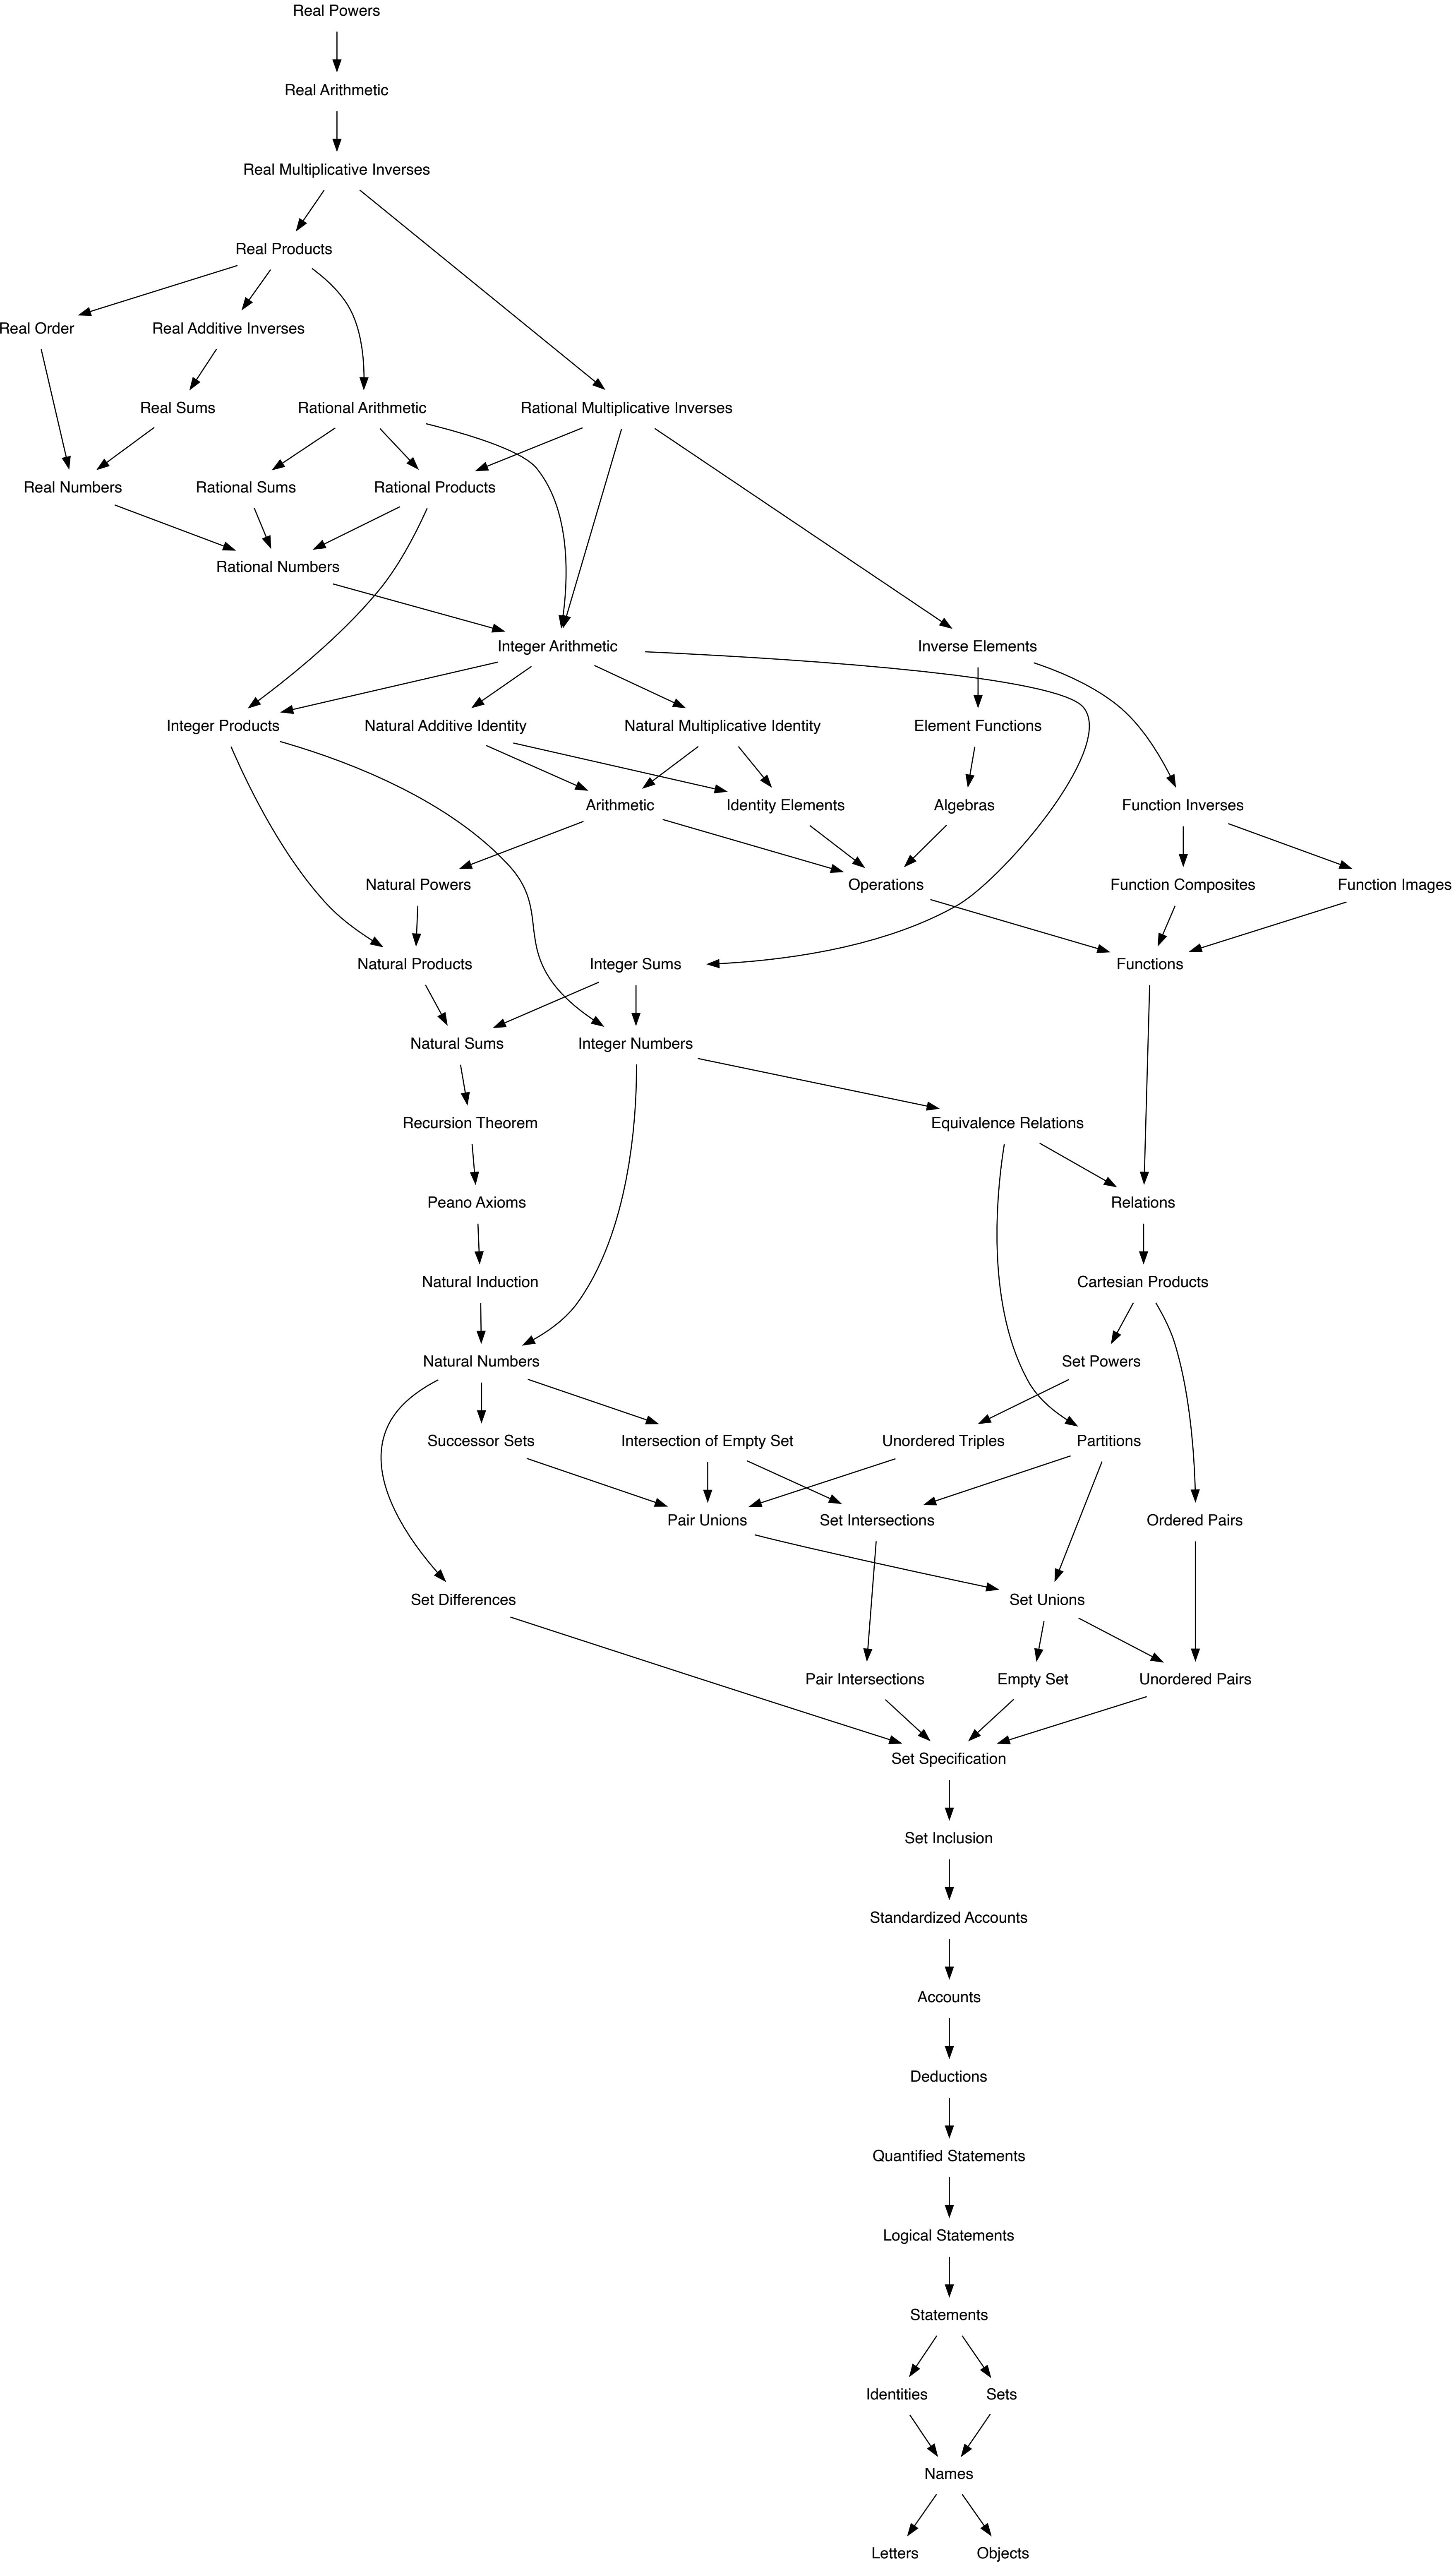 Real Powers
Real Arithmetic
Real Multiplicative Inverses
Real Products
Real Order
Real Additive Inverses
Real Sums
Rational Arithmetic
Rational Multiplicative Inverses
Real Numbers
Rational Sums
Rational Products
Rational Numbers
Integer Arithmetic
Inverse Elements
Integer Products
Natural Additive Identity
Natural Multiplicative Identity
Element Functions
Arithmetic
Identity Elements
Algebras
Function Inverses
Natural Powers
Operations
Function Composites
Function Images
Natural Products
Integer Sums
Functions
Natural Sums
Integer Numbers
Recursion Theorem
Equivalence Relations
Peano Axioms
Relations
Natural Induction
Cartesian Products
Natural Numbers
Set Powers
Successor Sets
Intersection of Empty Set
Unordered Triples
Partitions
Pair Unions
Set Intersections
Ordered Pairs
Set Differences
Set Unions
Pair Intersections
Empty Set
Unordered Pairs
Set Specification
Set Inclusion
Standardized Accounts
Accounts
Deductions
Quantified Statements
Logical Statements
Statements
Identities
Sets
Names
Letters
Objects